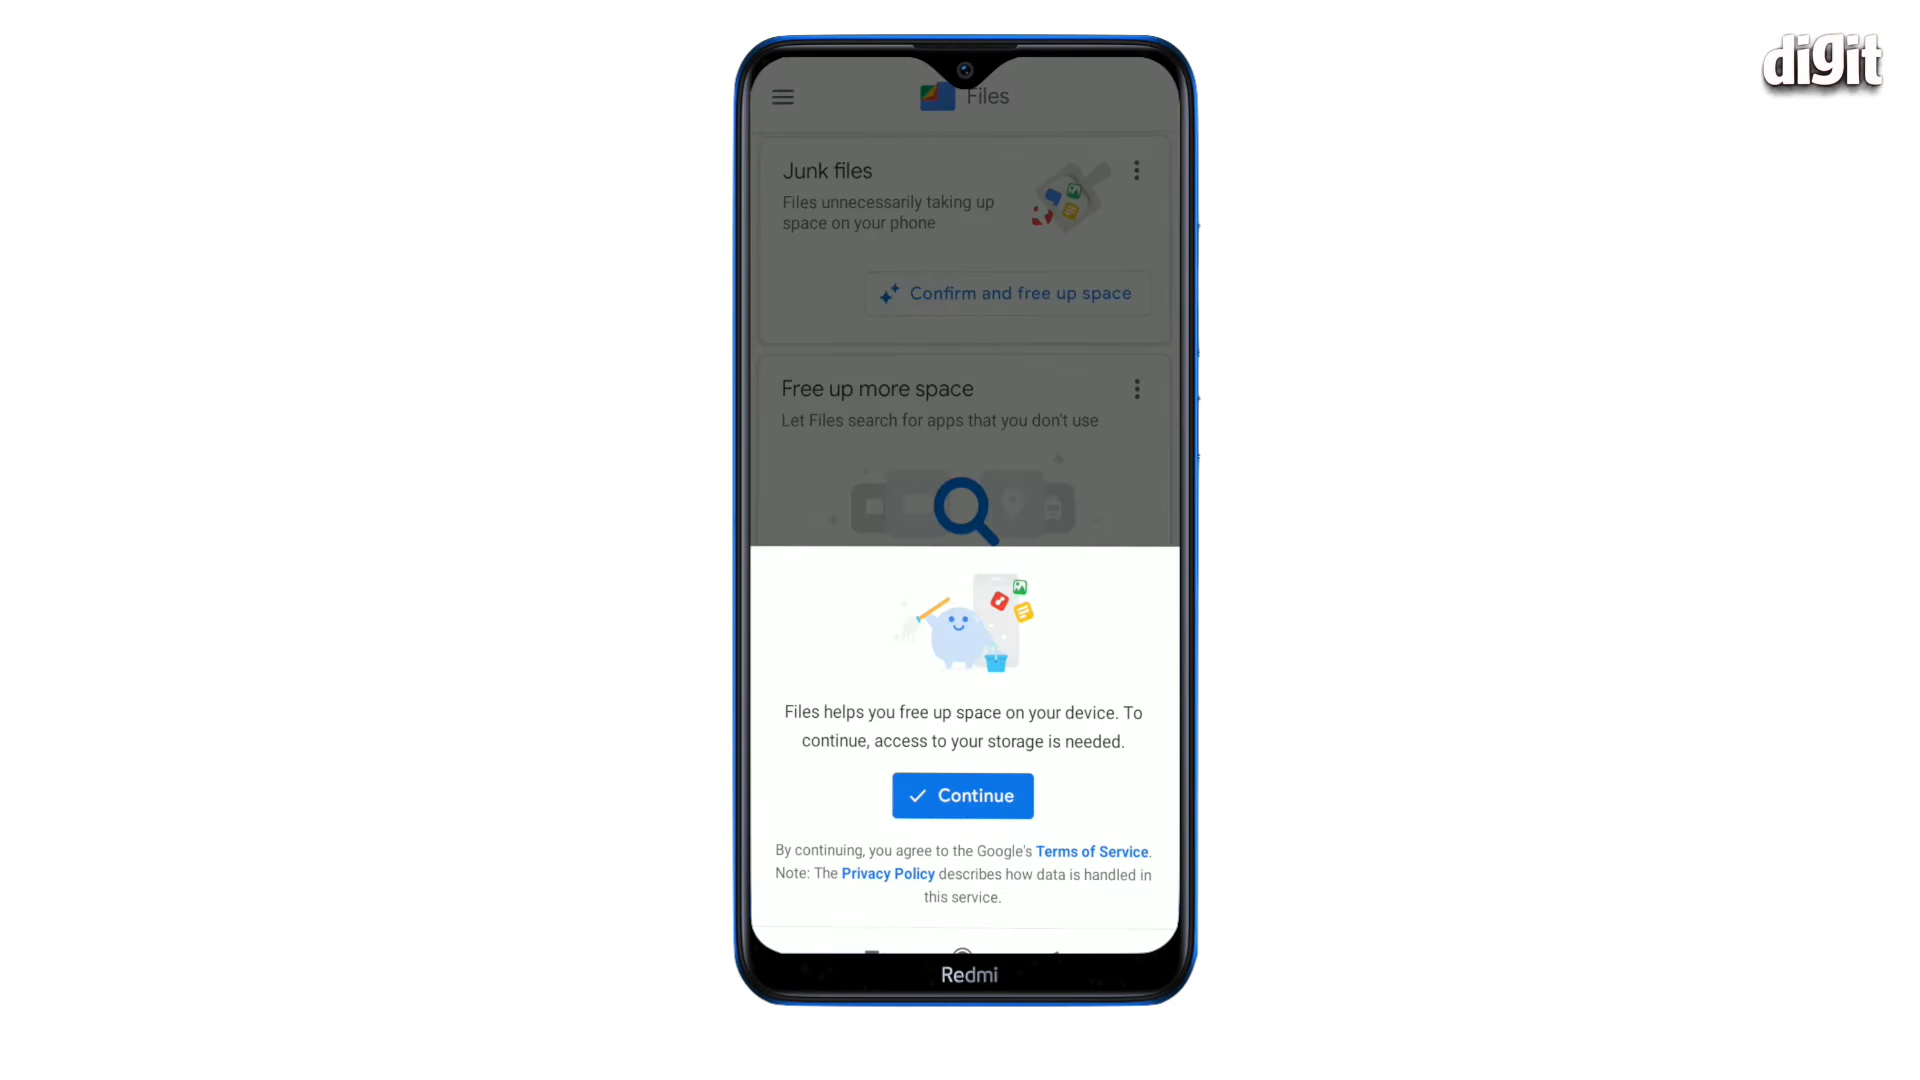 digit
Files
Junk files
Files unnecessarily taking up
space on your phone
Confirm and free up space
Free up more space
Let Files search for apps that you don't use
Files helps you free up space on your device. To
continue, access to your storage is needed.
Continue
By continuing, you agree to the Google's Terms of Service.
Note: The Privacy Policy describes how data is handled in
this service.
Redmi